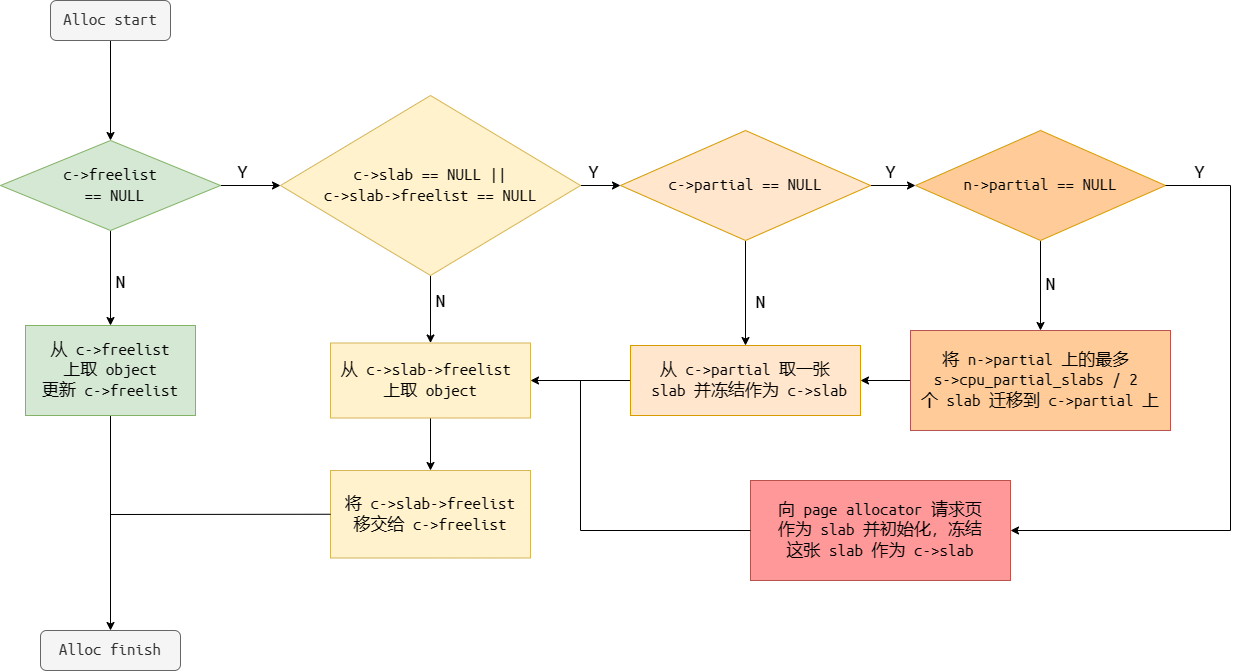 Alloc start
c->freelist
== NULL
Y
c->slab == NULL ||
c->slab->freelist == NULL
Y
c->partial == NULL
Y
n->partial == NULL
Y
N
N
N
N
从 c->freelist
上取 object
更新 c->freelist
从 c->slab->freelist
上取 object
从 c->partial 取一张
slab 并冻结作为 c->slab
将 n->partial 上的最多
s->cpu_partial_slabs / 2
个 slab 迁移到 c->partial 上
将 c->slab->freelist
移交给 c->freelist
向 page allocator 请求页
作为 slab 并初始化，冻结
这张 slab 作为 c->slab
Alloc finish